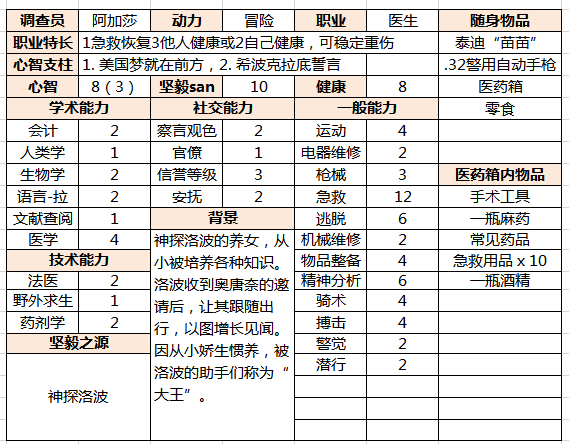 调查员 阿加莎 动力 冒险 职业 医生 随身物品
职业特长 1急救恢复3他人健康或2自己健康，可稳定重伤 泰迪“苗苗”
心智支柱 1. 美国梦就在前方，2. 希波克拉底誓言 .32警用自动手枪
心智 8（3） 坚毅san 10 健康 8 医药箱
学术能力 社交能力 一般能力 零食
会计 2 察言观色 2 运动 4
人类学 1 官僚 1 电器维修 2
生物学 2 信誉等级 3 枪械 3 医药箱内物品
语言-拉 2 安抚 2 急救 12 手术工具
文献查阅 1 背景 逃脱 6 一瓶麻药
医学 4 机械维修 2 常见药品
技术能力 物品整备 4 急救用品 x 10
法医 2 精神分析 6 一瓶酒精
野外求生 1 骑术 4
药剂学 2 搏击 4
坚毅之源 警觉 2
潜行 2
神探洛波
神探洛波的养女，从
小被培养各种知识。
洛波收到奥唐奈的邀
请后，让其跟随出
行，以图增长见闻。
因从小娇生惯养，被
洛波的助手们称为“
大王”。